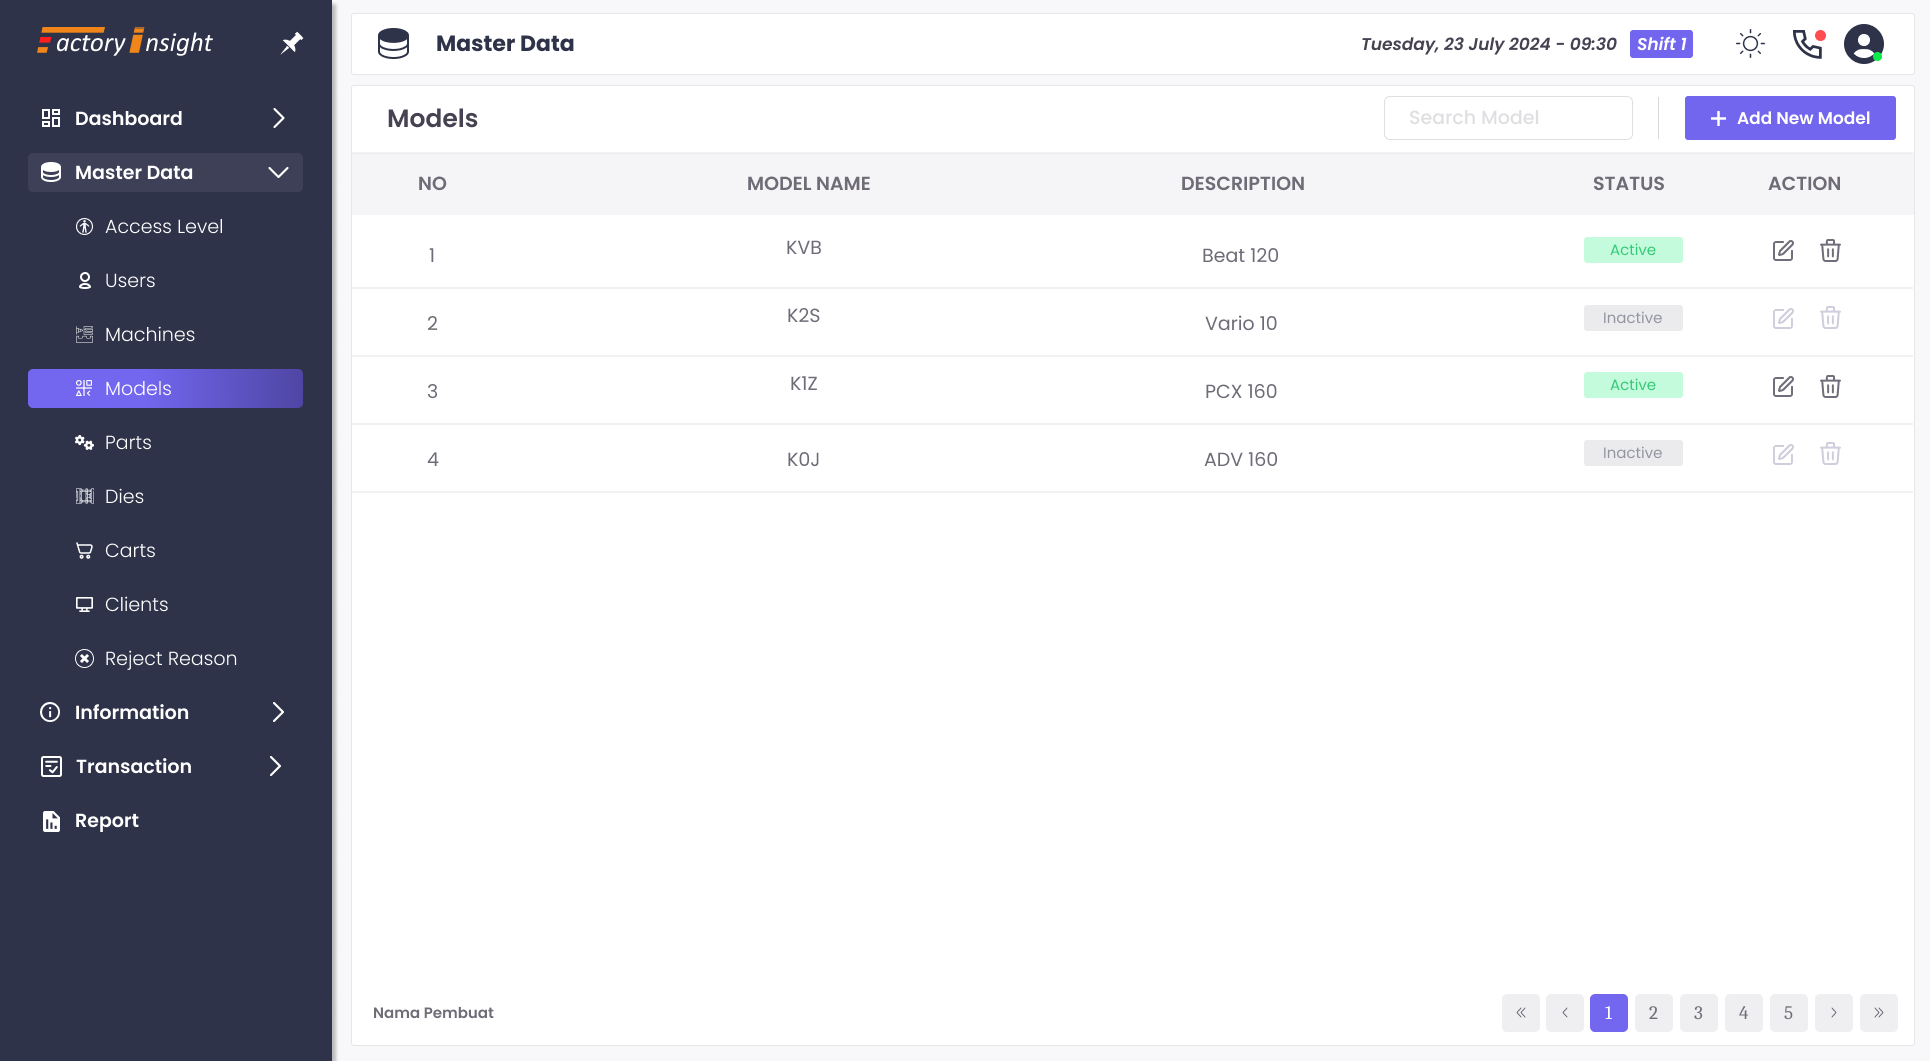 Factory Insight
Dashboard
Master Data
Access Level
Users
Machines
Models
Parts
Dies
Carts
Clients
Reject Reason
Information
Transaction
Report
Master Data
Tuesday, 23 July 2024 - 09:30 Shift 1
Models
Search Model
+ Add New Model
NO MODEL NAME DESCRIPTION STATUS ACTION
1 KVB Beat 120 Active
2 K2S Vario 10 Inactive
3 K1Z PCX 160 Active
4 K0J ADV 160 Inactive
Nama Pembuat
« ‹ 1 2 3 4 5 › »